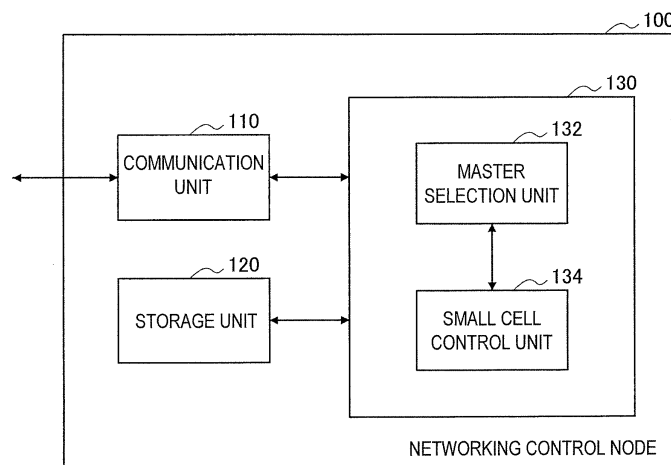 100
130
110
COMMUNICATION
UNIT
132
MASTER
SELECTION UNIT
120
STORAGE UNIT
134
SMALL CELL
CONTROL UNIT
NETWORKING CONTROL NODE